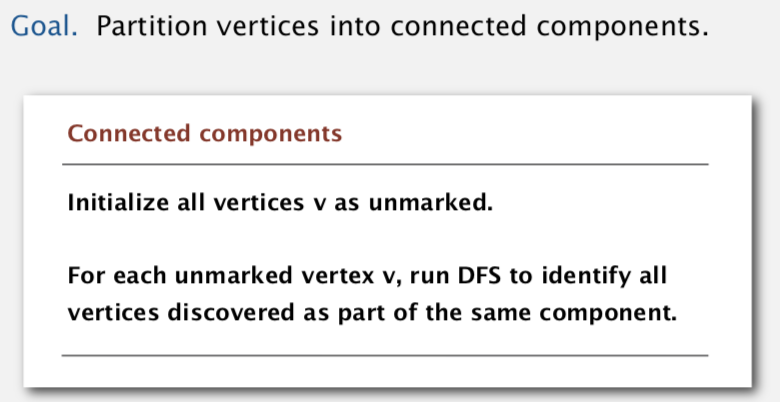 Goal. Partition vertices into connected components.
Connected components
Initialize all vertices v as unmarked.
For each unmarked vertex v, run DFS to identify all
vertices discovered as part of the same component.